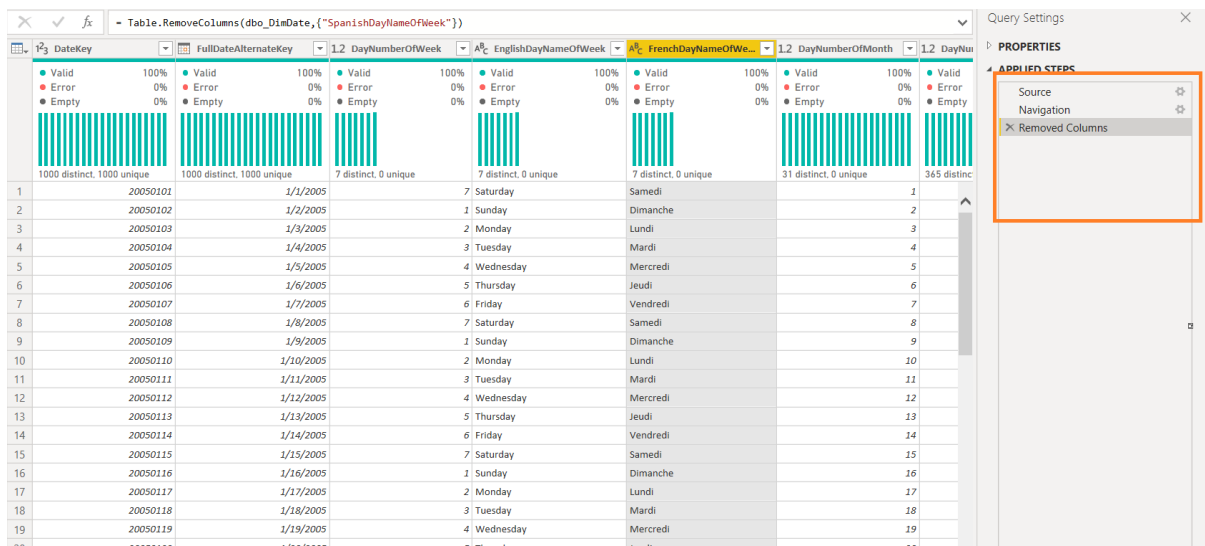 fx = Table.RemoveColumns(dbo_DimDate,{"SpanishDayNameOfWeek"})
Query Settings
1²3 DateKey FullDateAlternateKey 1.2 DayNumberOfWeek ABC EnglishDayNameOfWeek ABC FrenchDayNameOfWe... 1.2 DayNumberOfMonth 1.2 DayNu
PROPERTIES
APPLIED STEPS
Source
Navigation
Removed Columns
Valid 100% Valid 100% Valid 100% Valid 100% Valid 100% Valid 100% Valid
Error 0% Error 0% Error 0% Error 0% Error 0% Error 0% Error
Empty 0% Empty 0% Empty 0% Empty 0% Empty 0% Empty 0% Empty
1000 distinct, 1000 unique 1000 distinct, 1000 unique 7 distinct, 0 unique 7 distinct, 0 unique 7 distinct, 0 unique 31 distinct, 0 unique 365 distinc
1 20050101 1/1/2005 7 Saturday Samedi 1
2 20050102 1/2/2005 1 Sunday Dimanche 2
3 20050103 1/3/2005 2 Monday Lundi 3
4 20050104 1/4/2005 3 Tuesday Mardi 4
5 20050105 1/5/2005 4 Wednesday Mercredi 5
6 20050106 1/6/2005 5 Thursday Jeudi 6
7 20050107 1/7/2005 6 Friday Vendredi 7
8 20050108 1/8/2005 7 Saturday Samedi 8
9 20050109 1/9/2005 1 Sunday Dimanche 9
10 20050110 1/10/2005 2 Monday Lundi 10
11 20050111 1/11/2005 3 Tuesday Mardi 11
12 20050112 1/12/2005 4 Wednesday Mercredi 12
13 20050113 1/13/2005 5 Thursday Jeudi 13
14 20050114 1/14/2005 6 Friday Vendredi 14
15 20050115 1/15/2005 7 Saturday Samedi 15
16 20050116 1/16/2005 1 Sunday Dimanche 16
17 20050117 1/17/2005 2 Monday Lundi 17
18 20050118 1/18/2005 3 Tuesday Mardi 18
19 20050119 1/19/2005 4 Wednesday Mercredi 19